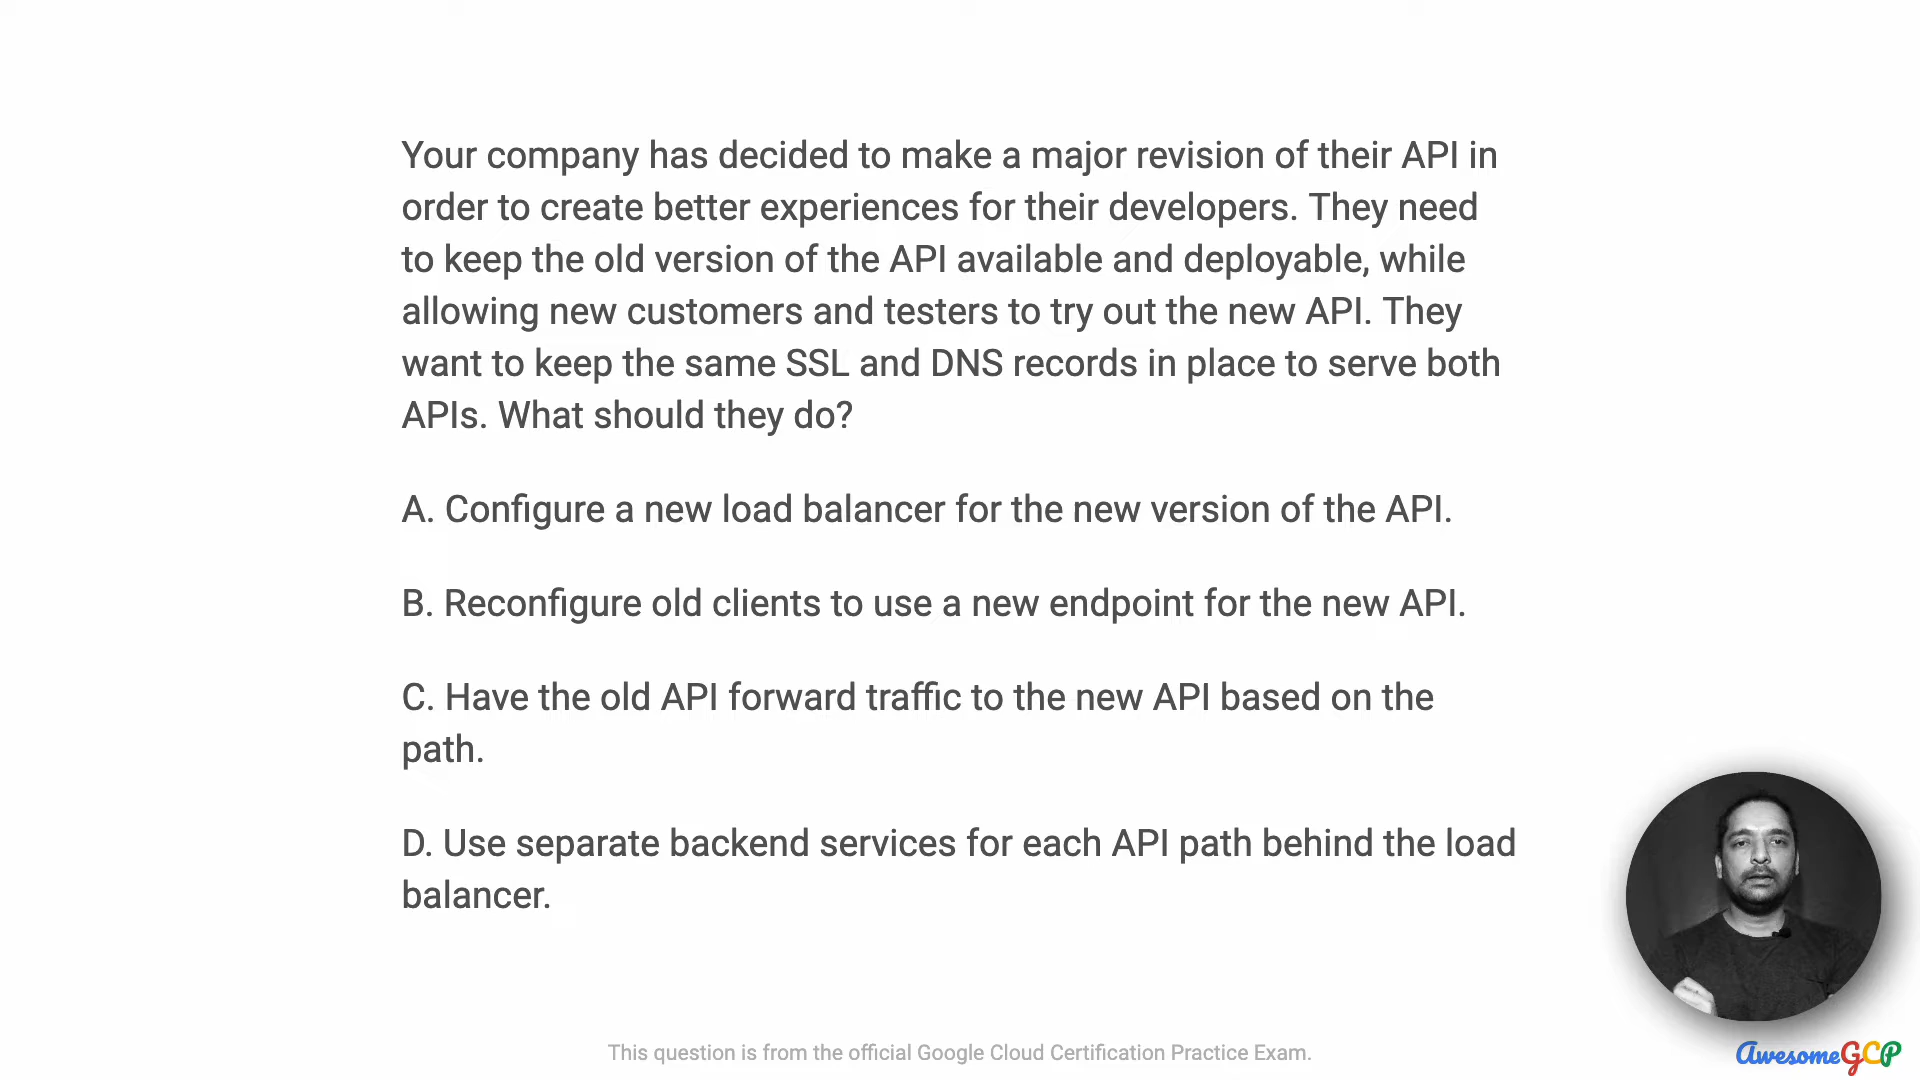 Your company has decided to make a major revision of their API in
order to create better experiences for their developers. They need
to keep the old version of the API available and deployable, while
allowing new customers and testers to try out the new API. They
want to keep the same SSL and DNS records in place to serve both
APIs. What should they do?
A. Configure a new load balancer for the new version of the API.
B. Reconfigure old clients to use a new endpoint for the new API.
C. Have the old API forward traffic to the new API based on the
path.
D. Use separate backend services for each API path behind the load
balancer.
This question is from the official Google Cloud Certification Practice Exam.
AwesomeGCP